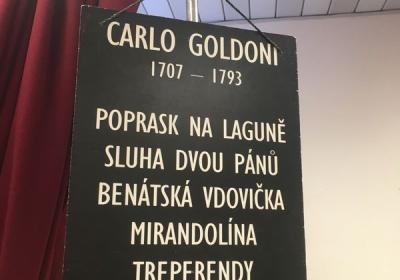 CARLO GOLDONI
1707 — 1793
POPRASK NA LAGUNĚ
SLUHA DVOU PÁNŮ
BENÁTSKÁ VDOVIČKA
MIRANDOLÍNA
TREPERENDY